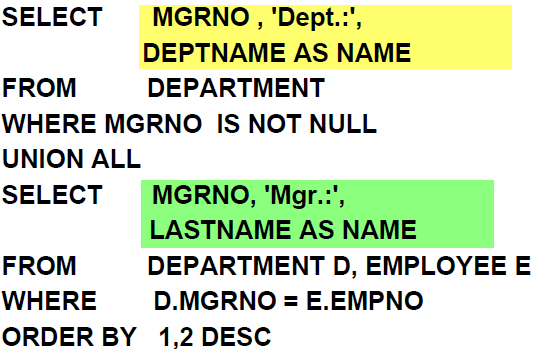 SELECT MGRNO , 'Dept.:',
DEPTNAME AS NAME
FROM DEPARTMENT
WHERE MGRNO IS NOT NULL
UNION ALL
SELECT MGRNO, 'Mgr.:',
LASTNAME AS NAME
FROM DEPARTMENT D, EMPLOYEE E
WHERE D.MGRNO = E.EMPNO
ORDER BY 1,2 DESC